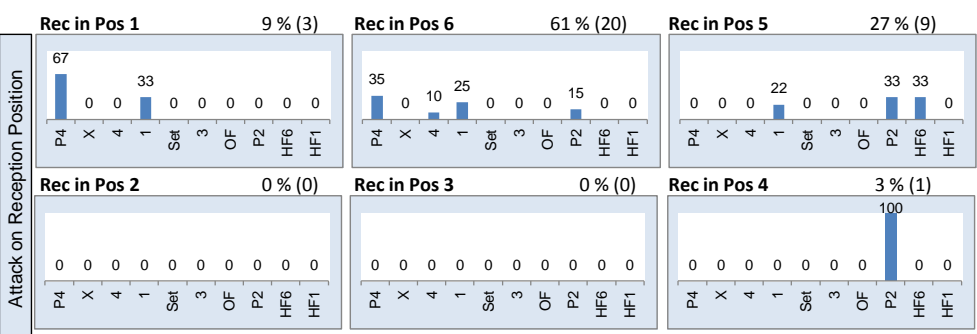 Attack on Reception Position
Rec in Pos 1 9 % (3)
67 0 0 33 0 0 0 0 0 0
P4 X 4 1 Set 3 OF P2 HF6 HF1
Rec in Pos 6 61 % (20)
35 0 10 25 0 0 0 15 0 0
P4 X 4 1 Set 3 OF P2 HF6 HF1
Rec in Pos 5 27 % (9)
0 0 0 22 0 0 0 33 33 0
P4 X 4 1 Set 3 OF P2 HF6 HF1
Rec in Pos 2 0 % (0)
0 0 0 0 0 0 0 0 0 0
P4 X 4 1 Set 3 OF P2 HF6 HF1
Rec in Pos 3 0 % (0)
0 0 0 0 0 0 0 0 0 0
P4 X 4 1 Set 3 OF P2 HF6 HF1
Rec in Pos 4 3 % (1)
0 0 0 0 0 0 0 100 0 0
P4 X 4 1 Set 3 OF P2 HF6 HF1